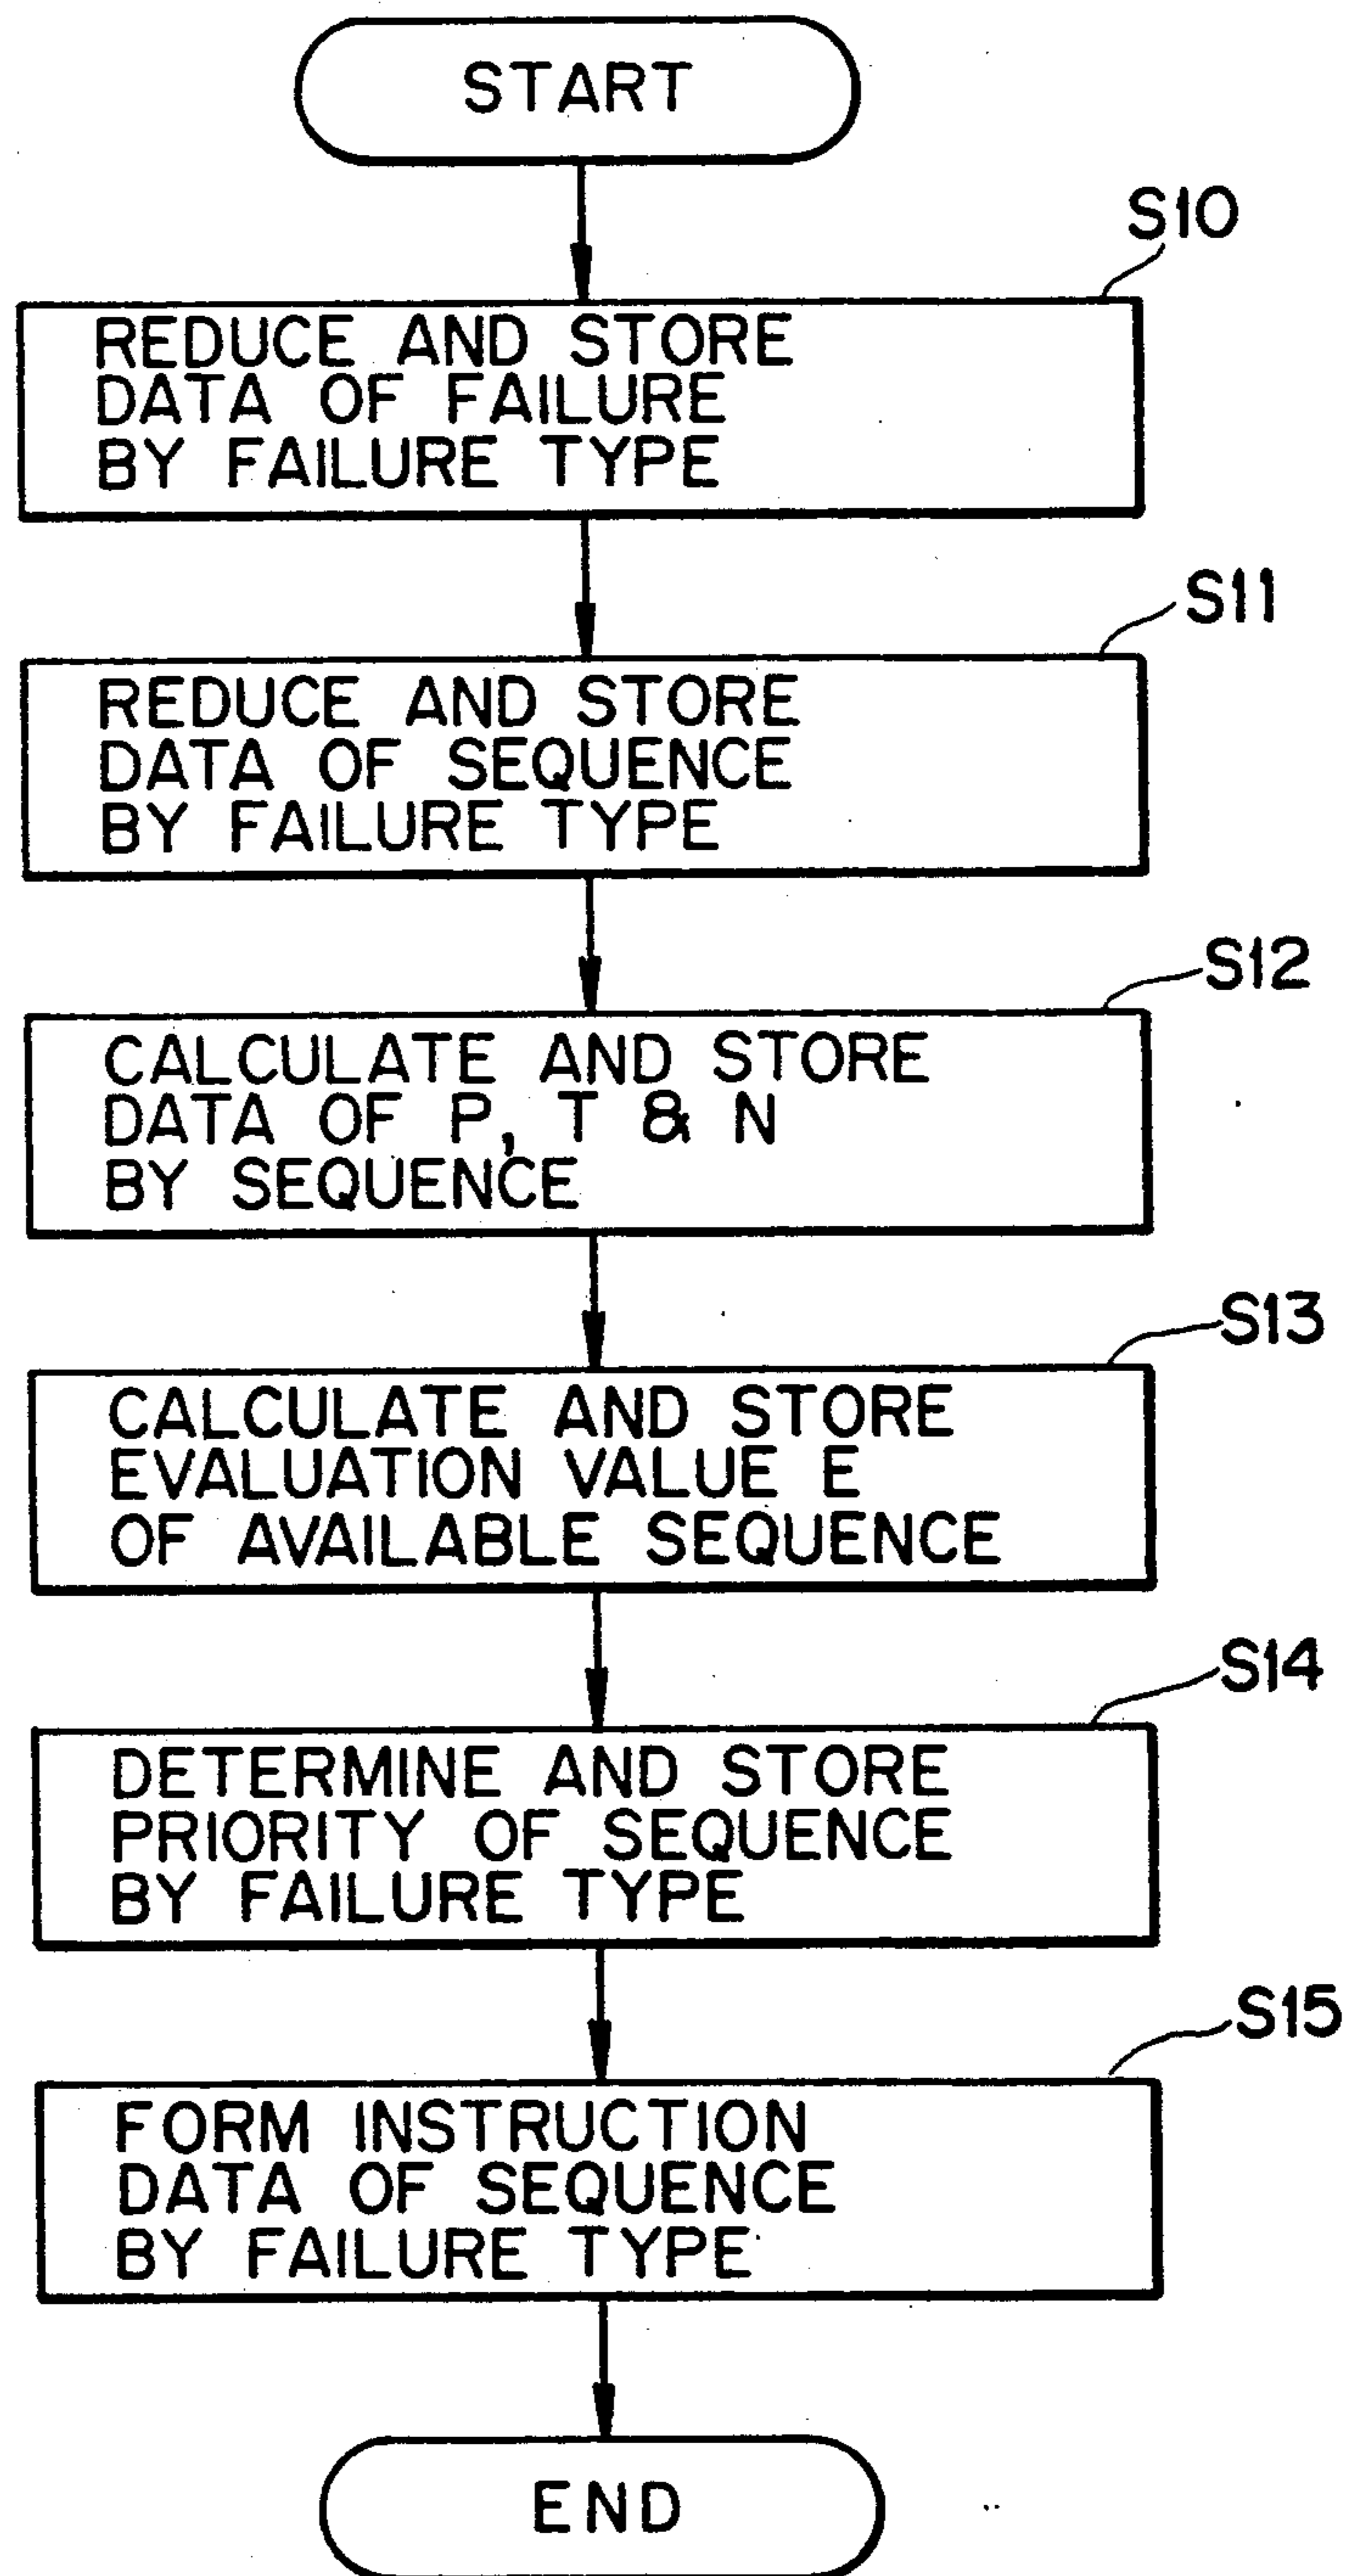 START
S10
REDUCE AND STORE
DATA OF FAILURE
BY FAILURE TYPE
S11
REDUCE AND STORE
DATA OF SEQUENCE
BY FAILURE TYPE
S12
CALCULATE AND STORE
DATA OF P, T & N
BY SEQUENCE
S13
CALCULATE AND STORE
EVALUATION VALUE E
OF AVAILABLE SEQUENCE
S14
DETERMINE AND STORE
PRIORITY OF SEQUENCE
BY FAILURE TYPE
S15
FORM INSTRUCTION
DATA OF SEQUENCE
BY FAILURE TYPE
END